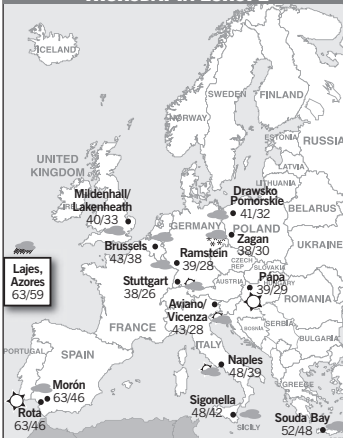 ICELAND
SWEDEN
FINLAND
NORWAY
ESTONIA
RUSSIA
LATVIA
LITHUANIA
UNITED
KINGDOM
Mildenhall/
Lakenheath
40/33
Drawsko
Pomorskie
41/32
BELARUS
GERMANY
POLAND
Zagan
38/30
Brussels
43/38
Ramstein
39/28
UKRAINE
CZECH
REP.
SLOVAKIA
Lajes,
Azores
63/59
Stuttgart
38/26
AUSTRIA
Pápa
39/29
HUNGARY
ROMANIA
Aviano/
Vicenza
43/28
FRANCE
BOSNIA
SERBIA
BULGARIA
ITALY
PORTUGAL
SPAIN
Naples
48/39
Morón
63/46
Rota
63/46
Sigonella
48/42
SICILY
GREECE
Souda Bay
52/48